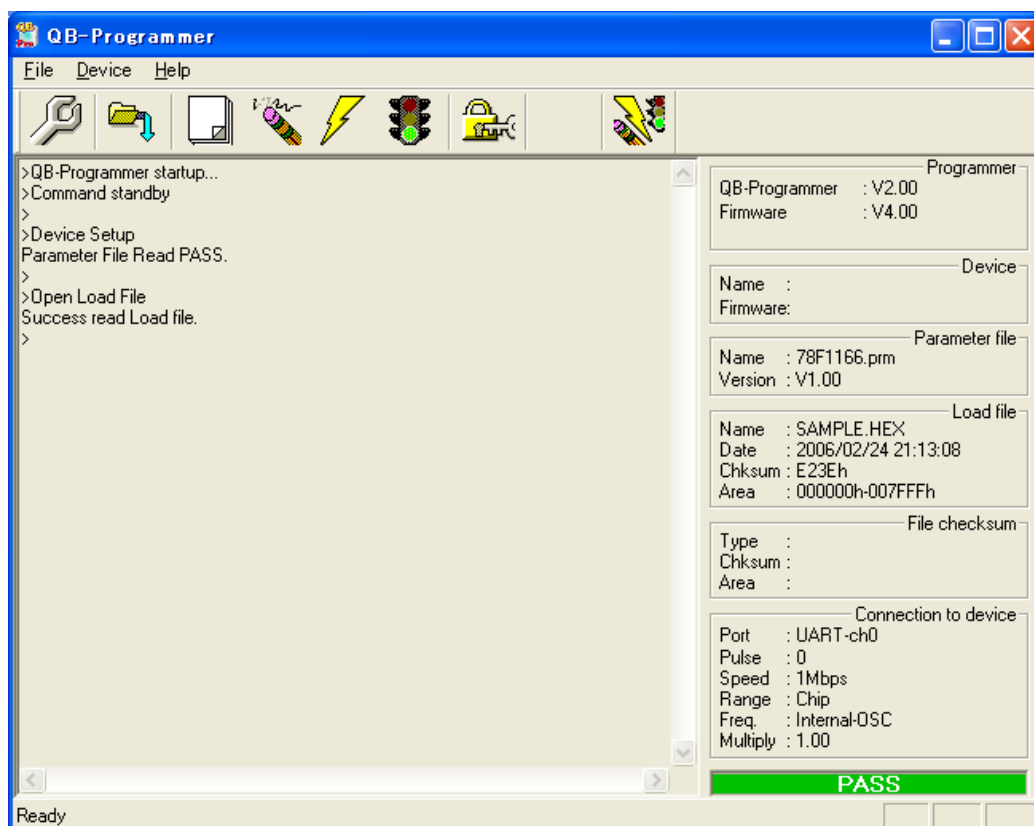 QB-Programmer
File Device Help
>QB-Programmer startup...
>Command standby
>
>Device Setup
Parameter File Read PASS.
>
>Open Load File
Success read Load file.
>
Programmer
QB-Programmer : V2.00
Firmware : V4.00
Device
Name :
Firmware:
Parameter file
Name : 78F1166.prm
Version : V1.00
Load file
Name : SAMPLE.HEX
Date : 2006/02/24 21:13:08
Chksum : E23Eh
Area : 000000h-007FFFh
File checksum
Type :
Chksum :
Area :
Connection to device
Port : UART-ch0
Pulse : 0
Speed : 1Mbps
Range : Chip
Freq. : Internal-OSC
Multiply : 1.00
PASS
Ready